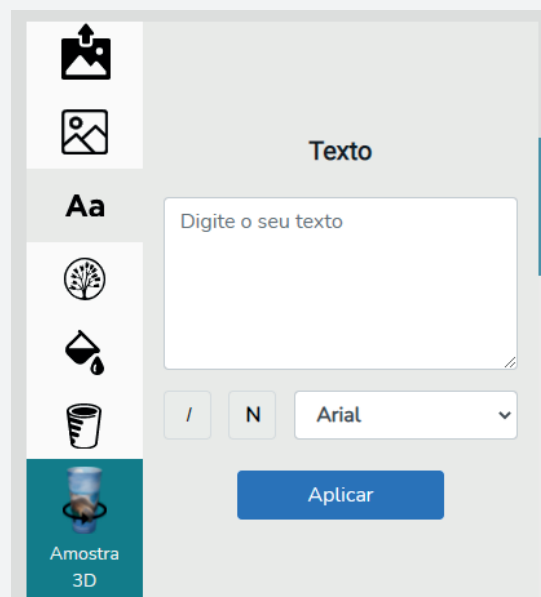 Texto
Aa
Digite o seu texto
I
N
Arial
Aplicar
Amostra
3D